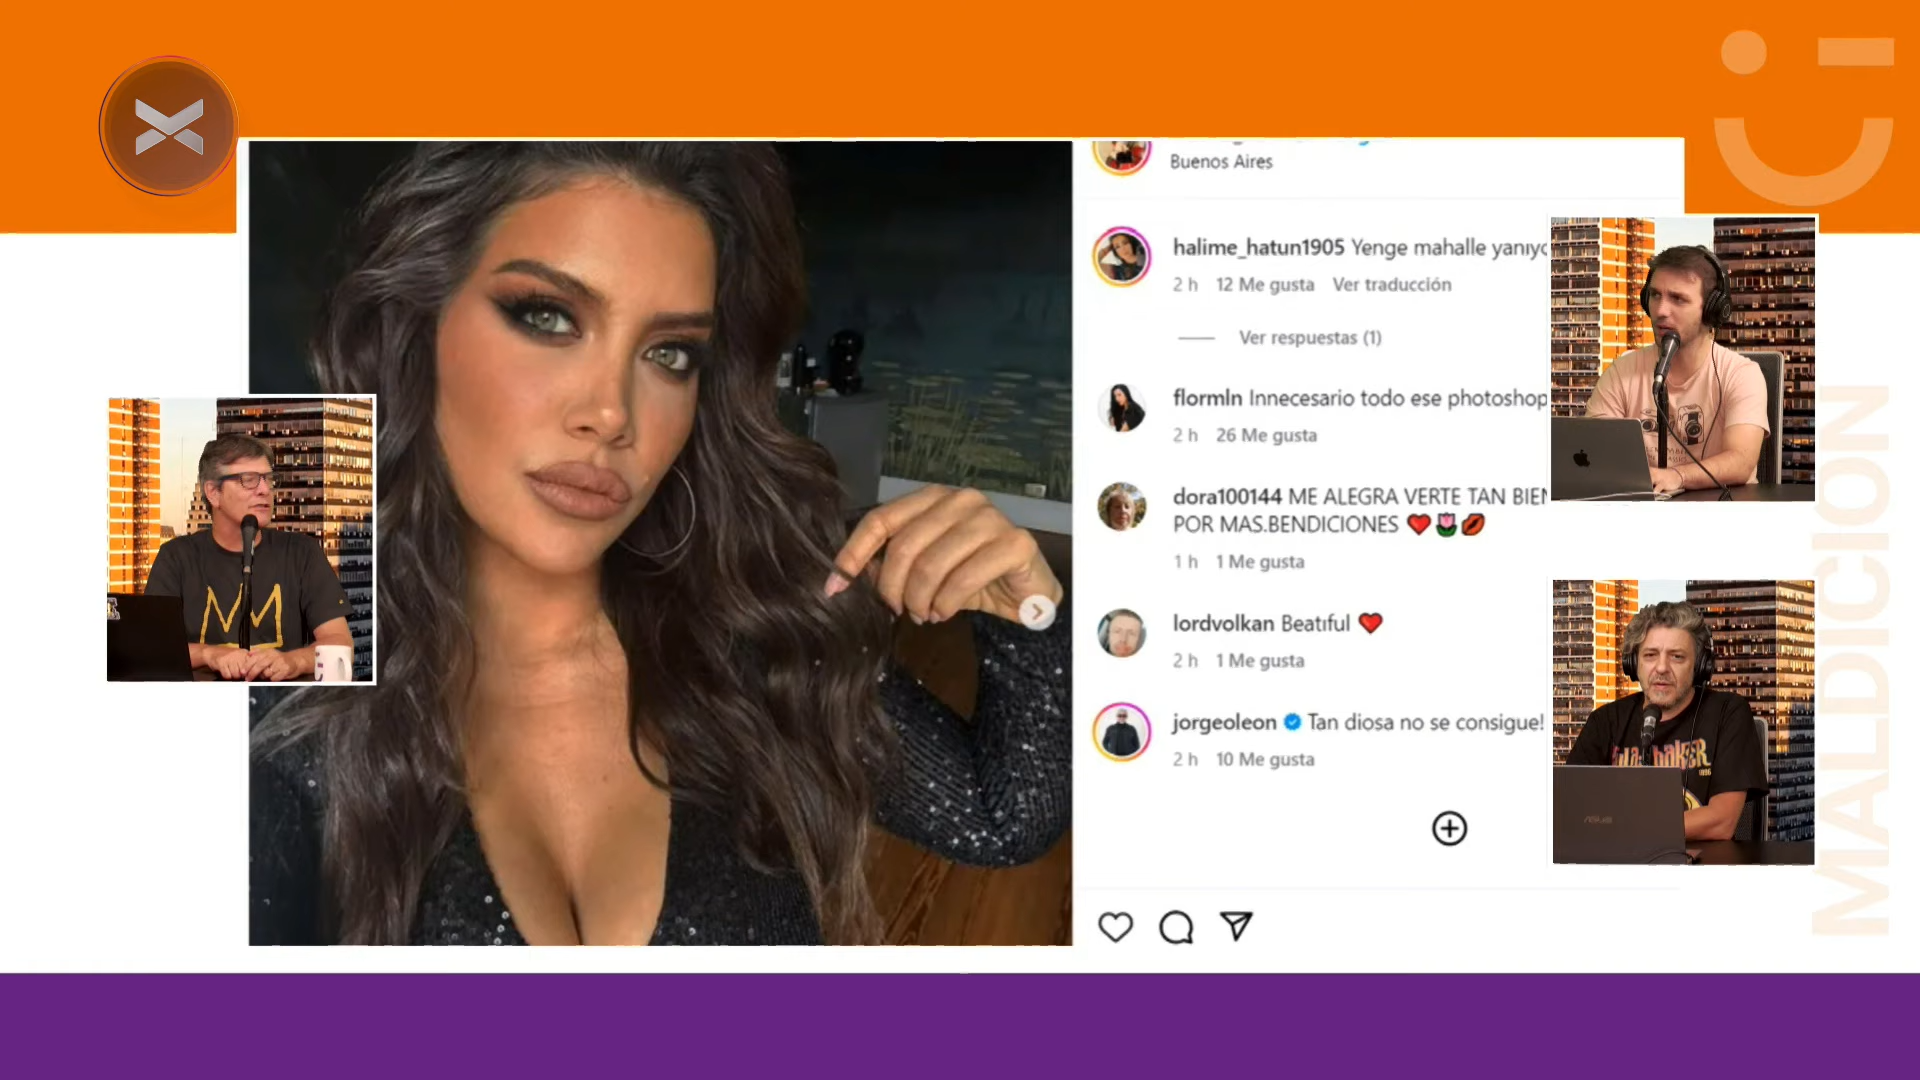 Buenos Aires
halime_hatun1905 Yenge mahalle yanıyo
2 h 12 Me gusta Ver traducción
Ver respuestas (1)
flormln Innecesario todo ese photoshop
2 h 26 Me gusta
dora100144 ME ALEGRA VERTE TAN BIEN
POR MAS.BENDICIONES ❤️🌷💋
1 h 1 Me gusta
lordvolkan Beatıful ❤️
2 h 1 Me gusta
jorgeoleon Tan diosa no se consigue!
2 h 10 Me gusta
MALDICION
ASUS